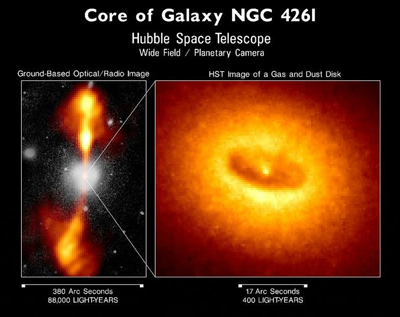 Core of Galaxy NGC 4261
Hubble Space Telescope
Wide Field / Planetary Camera
Ground-Based Optical/Radio Image
HST Image of a Gas and Dust Disk
380 Arc Seconds
88,000 LIGHT-YEARS
17 Arc Seconds
400 LIGHT-YEARS